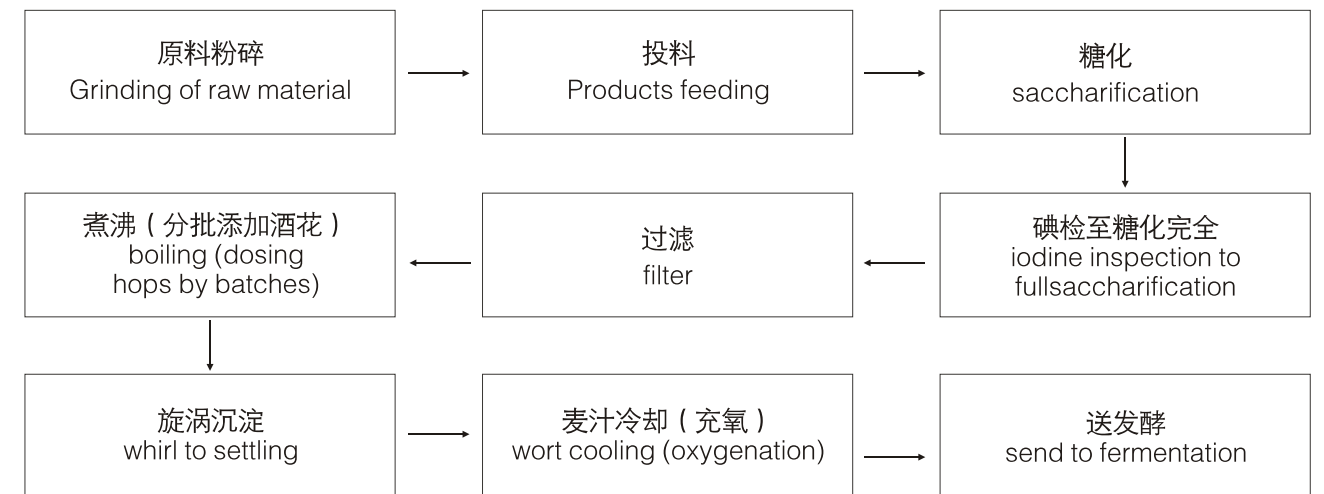 原料粉碎
Grinding of raw material
投料
Products feeding
糖化
saccharification
碘检至糖化完全
iodine inspection to
fullsaccharification
过滤
filter
煮沸（分批添加酒花）
boiling (dosing
hops by batches)
旋涡沉淀
whirl to settling
麦汁冷却（充氧）
wort cooling (oxygenation)
送发酵
send to fermentation